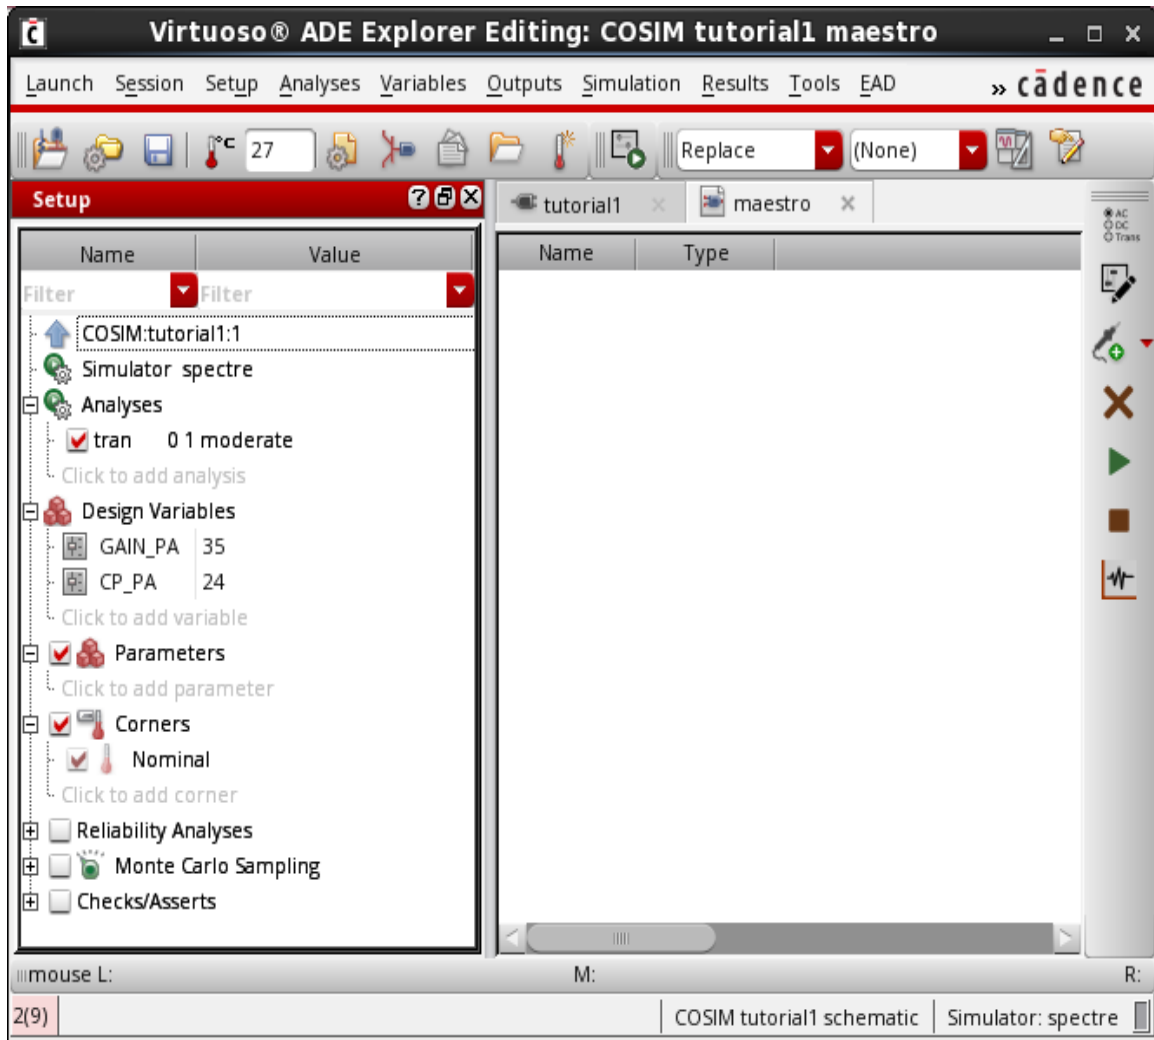 Virtuoso® ADE Explorer Editing: COSIM tutorial1 maestro
Launch Session Setup Analyses Variables Outputs Simulation Results Tools EAD » cādence
°C 27 Replace (None)
Setup
tutorial1 maestro
AC
DC
Trans
Name Value
Name Type
Filter Filter
COSIM:tutorial1:1
Simulator spectre
Analyses
tran 0 1 moderate
Click to add analysis
Design Variables
GAIN_PA 35
CP_PA 24
Click to add variable
Parameters
Click to add parameter
Corners
Nominal
Click to add corner
Reliability Analyses
Monte Carlo Sampling
Checks/Asserts
mouse L: M: R:
2(9) COSIM tutorial1 schematic Simulator: spectre